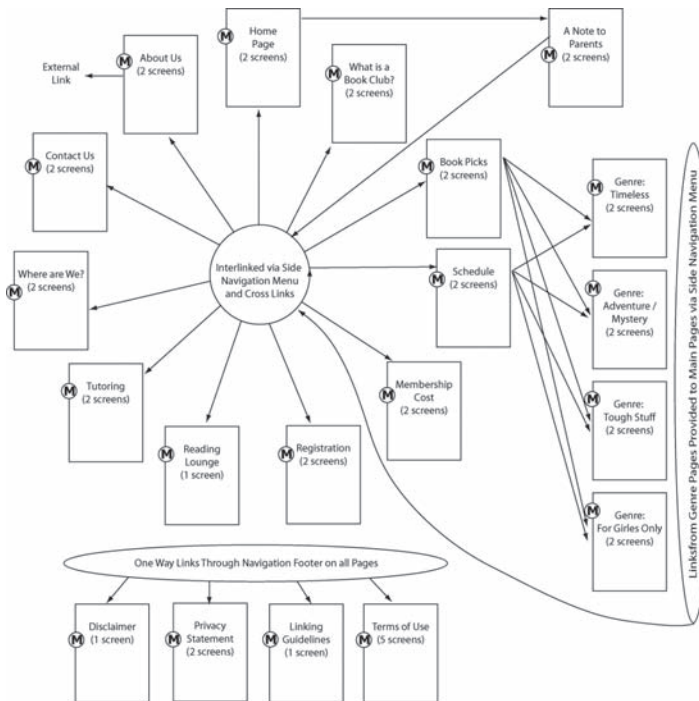 Home
Page
(2 screens)
M
A Note to
Parents
(2 screens)
M
About Us
(2 screens)
M
External
Link
What is a
Book Club?
(2 screens)
M
Contact Us
(2 screens)
M
Book Picks
(2 screens)
M
Genre:
Timeless
(2 screens)
M
Where are We?
(2 screens)
M
Interlinked via Side
Navigation Menu
and Cross Links
Schedule
(2 screens)
M
Genre:
Adventure /
Mystery
(2 screens)
M
Tutoring
(2 screens)
M
Membership
Cost
(2 screens)
M
Genre:
Tough Stuff
(2 screens)
M
Reading
Lounge
(1 screen)
M
Registration
(2 screens)
M
Genre:
For Girles Only
(2 screens)
M
Linksfrom Genre Pages Provided to Main Pages via Side Navigation Menu
One Way Links Through Navigation Footer on all Pages
Disclaimer
(1 screen)
M
Privacy
Statement
(2 screens)
M
Linking
Guidelines
(1 screen)
M
Terms of Use
(5 screens)
M